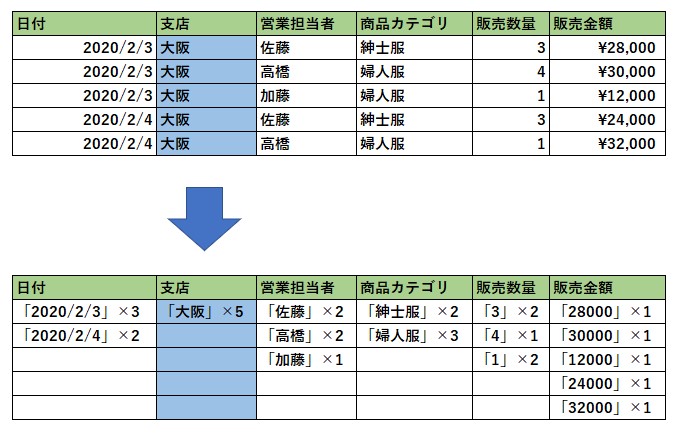 日付 支店 営業担当者 商品カテゴリ 販売数量 販売金額
2020/2/3 大阪 佐藤 紳士服 3 ¥28,000
2020/2/3 大阪 高橋 婦人服 4 ¥30,000
2020/2/3 大阪 加藤 婦人服 1 ¥12,000
2020/2/4 大阪 佐藤 紳士服 3 ¥24,000
2020/2/4 大阪 高橋 婦人服 1 ¥32,000
日付 支店 営業担当者 商品カテゴリ 販売数量 販売金額
「2020/2/3」×3 「大阪」×5 「佐藤」×2 「紳士服」×2 「3」×2 「28000」×1
「2020/2/4」×2 「高橋」×2 「婦人服」×3 「4」×1 「30000」×1
「加藤」×1 「1」×2 「12000」×1
「24000」×1
「32000」×1